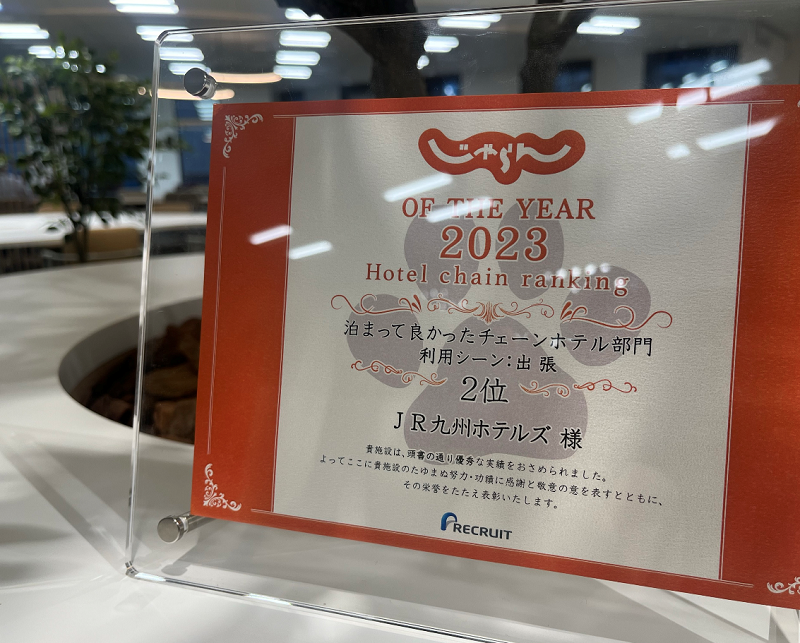 じゃらん
OF THE YEAR
2023
Hotel chain ranking
泊まって良かったチェーンホテル部門
利用シーン:出張
2位
JR九州ホテルズ 様
貴施設は、頭書の通り優秀な実績をおさめられました。
よってここに貴施設のたゆまぬ努力・功績に感謝と敬意の意を表すとともに、
その栄誉をたたえ表彰いたします。
RECRUIT